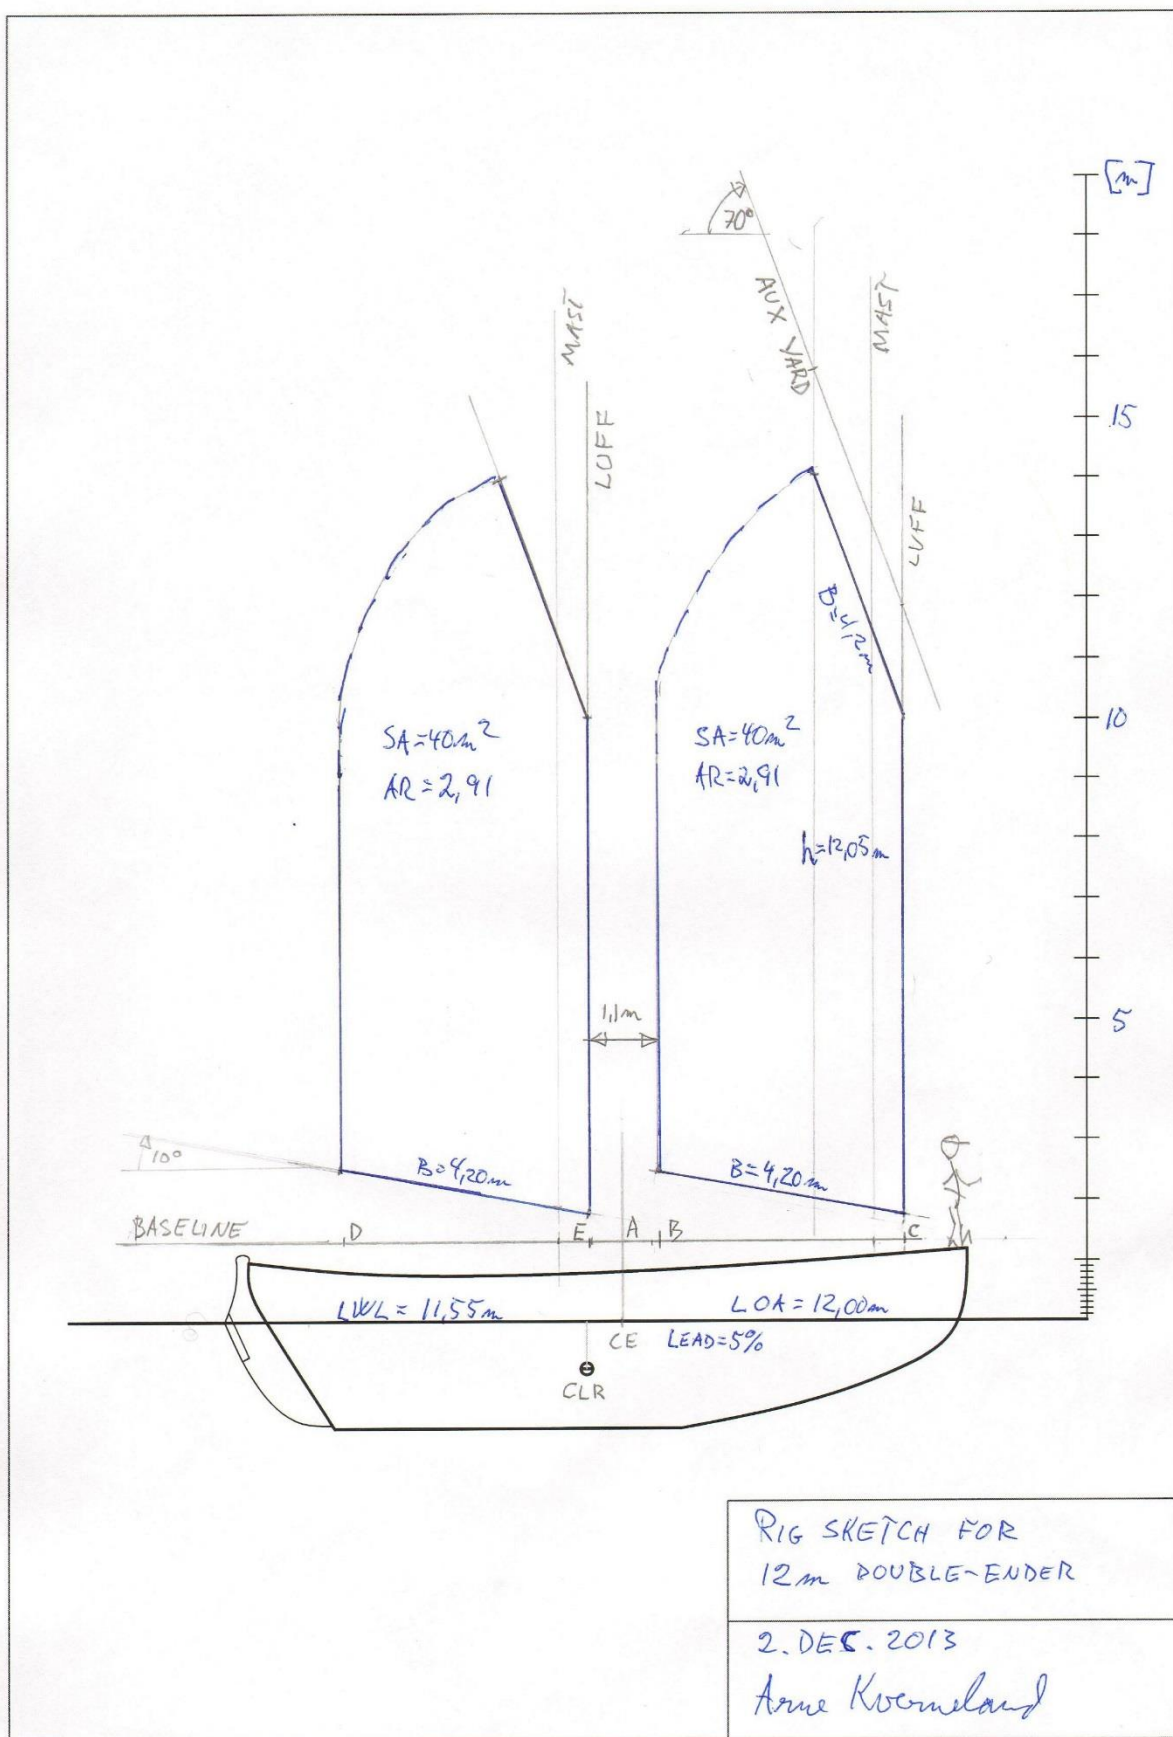 [m]
70°
AUX YARD
MAST
MAST
LUFF
LUFF
15
B=4,2m
10
SA=40m²
AR=2,91
SA=40m²
AR=2,91
h=12,05m
5
1,1m
10°
B=4,20m
B=4,20m
BASELINE
D
E
A
B
C
LWL = 11,55m
LOA = 12,00m
CE
LEAD=5%
CLR
RIG SKETCH FOR
12m DOUBLE-ENDER
2. DEC. 2013
Arne Kverneland